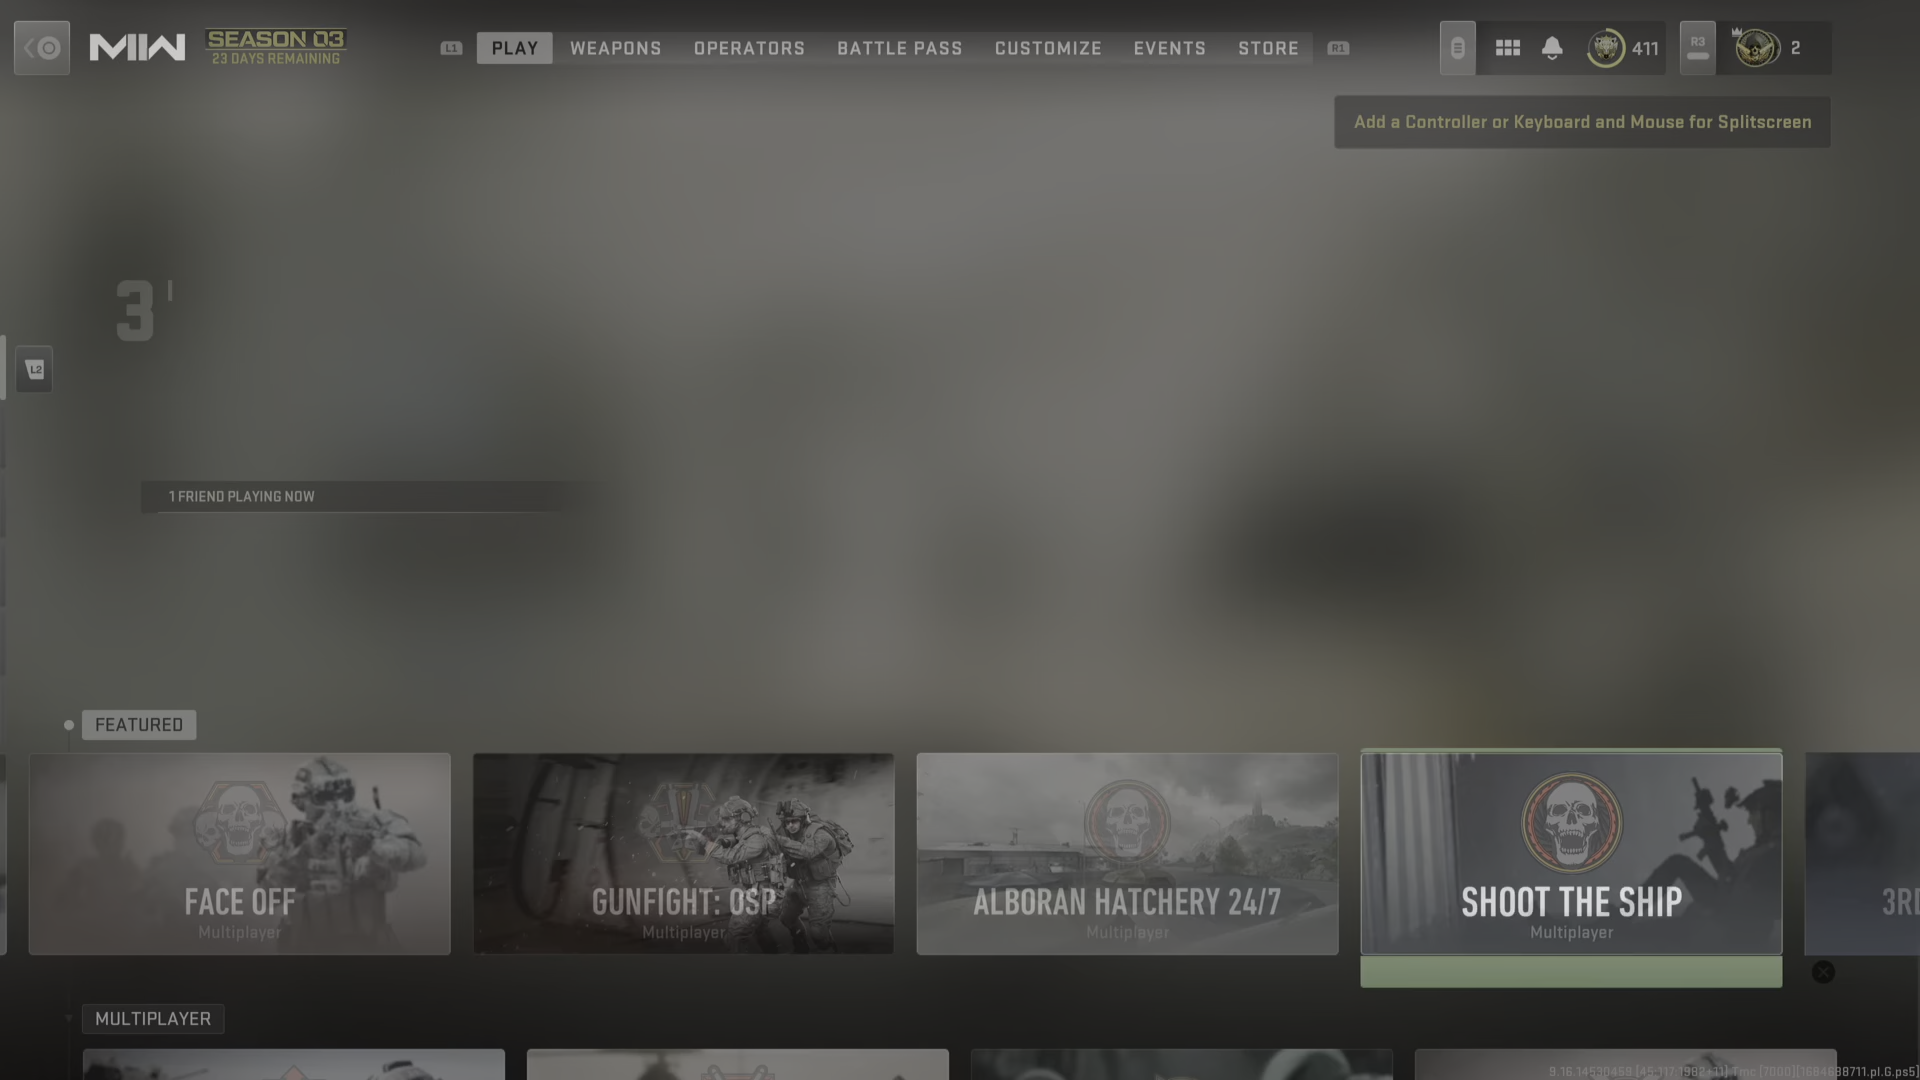 MW
SEASON 03
23 DAYS REMAINING
L1
PLAY
WEAPONS
OPERATORS
BATTLE PASS
CUSTOMIZE
EVENTS
STORE
R1
411
R3
2
Add a Controller or Keyboard and Mouse for Splitscreen
3
L2
1 FRIEND PLAYING NOW
FEATURED
FACE OFF
Multiplayer
GUNFIGHT: OSP
Multiplayer
ALBORAN HATCHERY 24/7
Multiplayer
SHOOT THE SHIP
Multiplayer
MULTIPLAYER